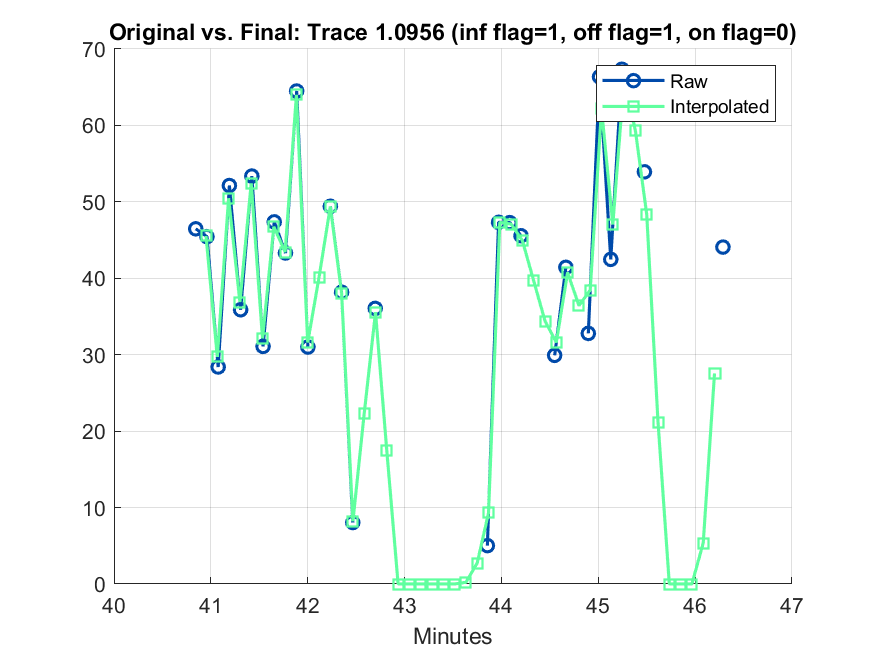 Original vs. Final: Trace 1.0956 (inf flag=1, off flag=1, on flag=0)
70
60
50
40
30
20
10
0
Raw
Interpolated
40 41 42 43 44 45 46 47
Minutes